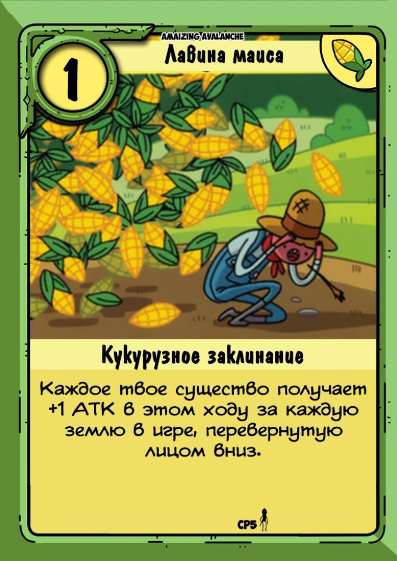 AMAIZING AVALANCHE
Лавина маиса
1
Кукурузное заклинание
Каждое твое существо получает
+1 АТК в этом ходу за каждую
землю в игре, перевернутую
лицом вниз.
CP5